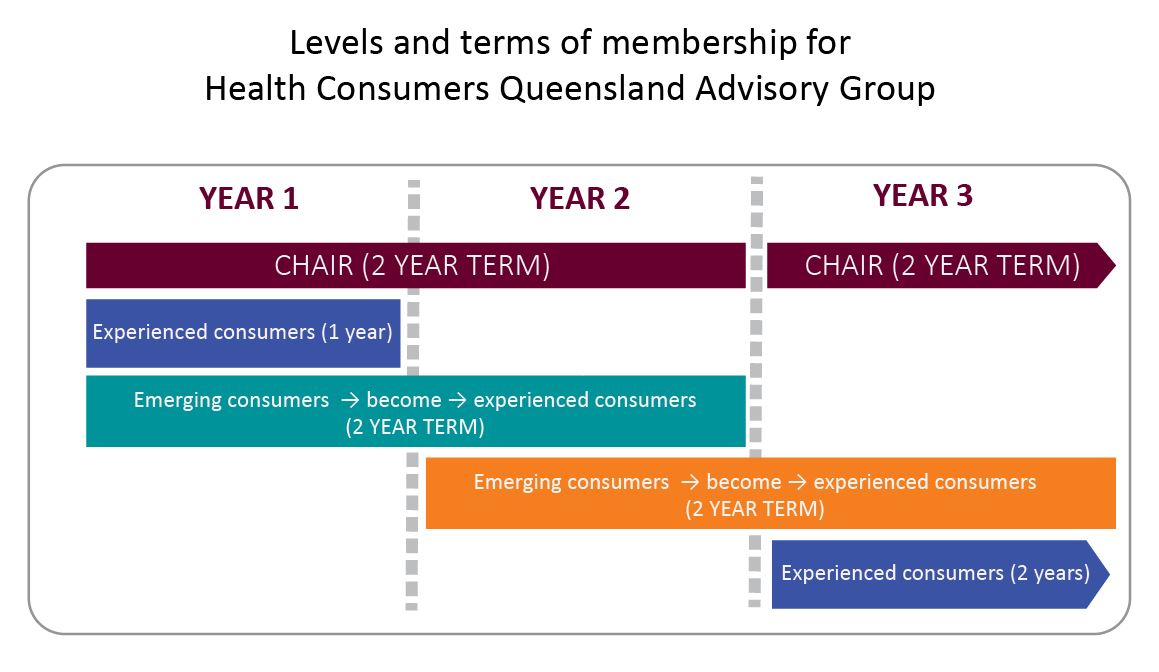 Levels and terms of membership for
Health Consumers Queensland Advisory Group
YEAR 1
YEAR 2
YEAR 3
CHAIR (2 YEAR TERM)
CHAIR (2 YEAR TERM)
Experienced consumers (1 year)
Emerging consumers → become → experienced consumers
(2 YEAR TERM)
Emerging consumers → become → experienced consumers
(2 YEAR TERM)
Experienced consumers (2 years)